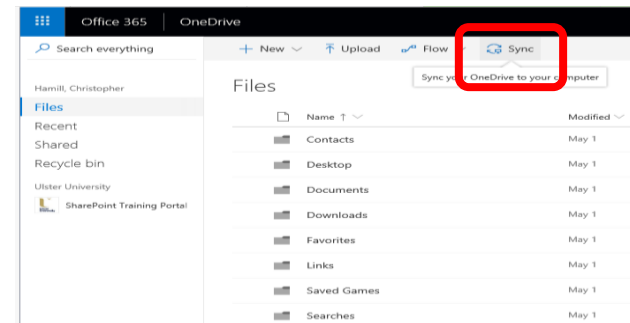 Office 365 OneDrive
Search everything
New Upload Flow Sync
Sync your OneDrive to your computer
Hamill, Christopher
Files
Recent
Shared
Recycle bin
Ulster University
SharePoint Training Portal
Files
Name ↑ Modified
Contacts May 1
Desktop May 1
Documents May 1
Downloads May 1
Favorites May 1
Links May 1
Saved Games May 1
Searches May 1